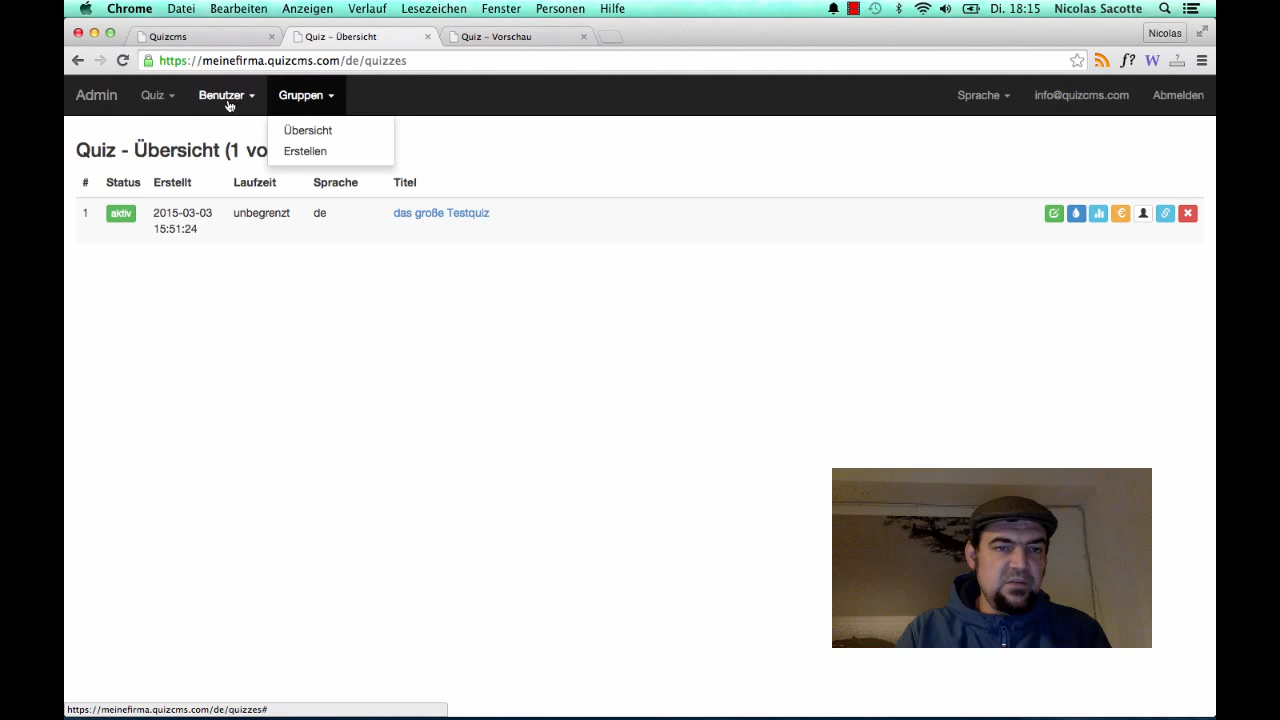 Chrome Datei Bearbeiten Anzeigen Verlauf Lesezeichen Fenster Personen Hilfe Di. 18:15 Nicolas Sacotte
Quizcms Quiz – Übersicht Quiz – Vorschau Nicolas
https://meinefirma.quizcms.com/de/quizzes f? W
Admin Quiz Benutzer Gruppen Sprache info@quizcms.com Abmelden
Übersicht
Quiz - Übersicht (1 vo
Erstellen
# Status Erstellt Laufzeit Sprache Titel
1 aktiv 2015-03-03 unbegrenzt de das große Testquiz €
15:51:24
https://meinefirma.quizcms.com/de/quizzes#